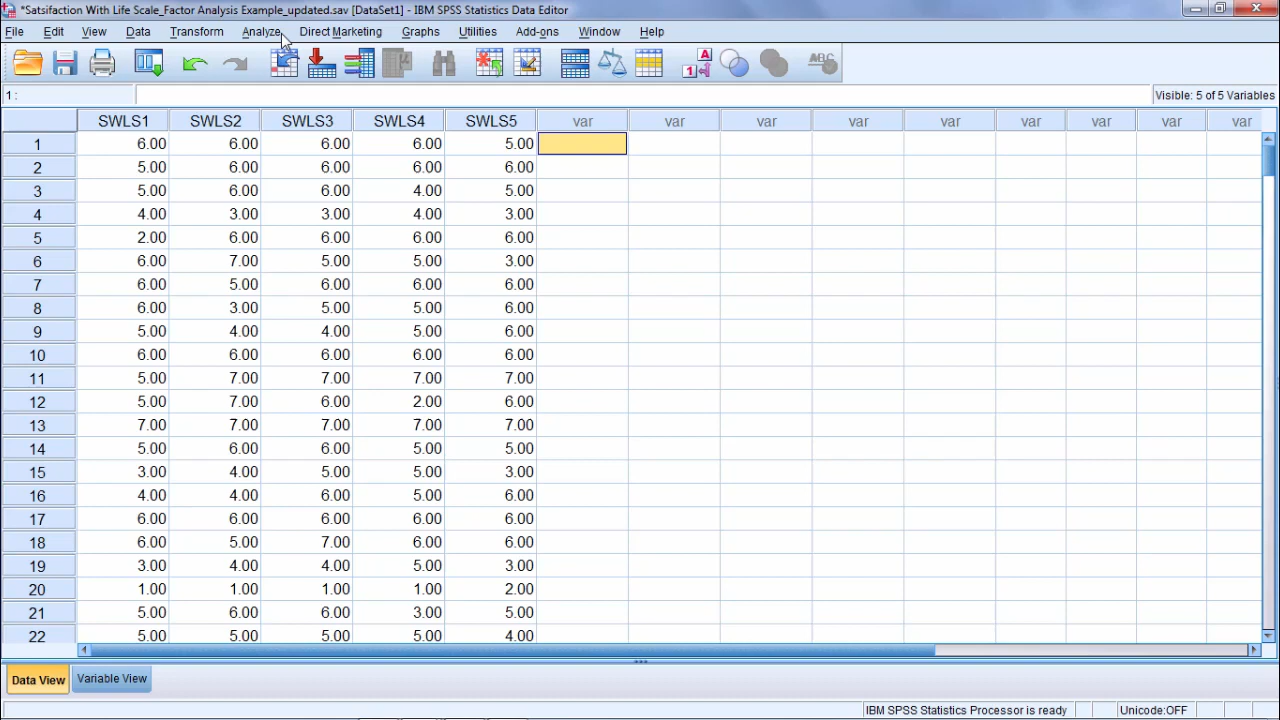 *Satsifaction With Life Scale_Factor Analysis Example_updated.sav [DataSet1] - IBM SPSS Statistics Data Editor
File Edit View Data Transform Analyze Direct Marketing Graphs Utilities Add-ons Window Help
1 : Visible: 5 of 5 Variables
SWLS1 SWLS2 SWLS3 SWLS4 SWLS5 var var var var var var var var
1 6.00 6.00 6.00 6.00 5.00
2 5.00 6.00 6.00 6.00 6.00
3 5.00 6.00 6.00 4.00 5.00
4 4.00 3.00 3.00 4.00 3.00
5 2.00 6.00 6.00 6.00 6.00
6 6.00 7.00 5.00 5.00 3.00
7 6.00 5.00 6.00 6.00 6.00
8 6.00 3.00 5.00 5.00 6.00
9 5.00 4.00 4.00 5.00 6.00
10 6.00 6.00 6.00 6.00 6.00
11 5.00 7.00 7.00 7.00 7.00
12 5.00 7.00 6.00 2.00 6.00
13 7.00 7.00 7.00 7.00 7.00
14 5.00 6.00 6.00 5.00 5.00
15 3.00 4.00 5.00 5.00 3.00
16 4.00 4.00 6.00 5.00 6.00
17 6.00 6.00 6.00 6.00 6.00
18 6.00 5.00 7.00 6.00 6.00
19 3.00 4.00 4.00 5.00 3.00
20 1.00 1.00 1.00 1.00 2.00
21 5.00 6.00 6.00 3.00 5.00
22 5.00 5.00 5.00 5.00 4.00
Data View Variable View
IBM SPSS Statistics Processor is ready Unicode:OFF